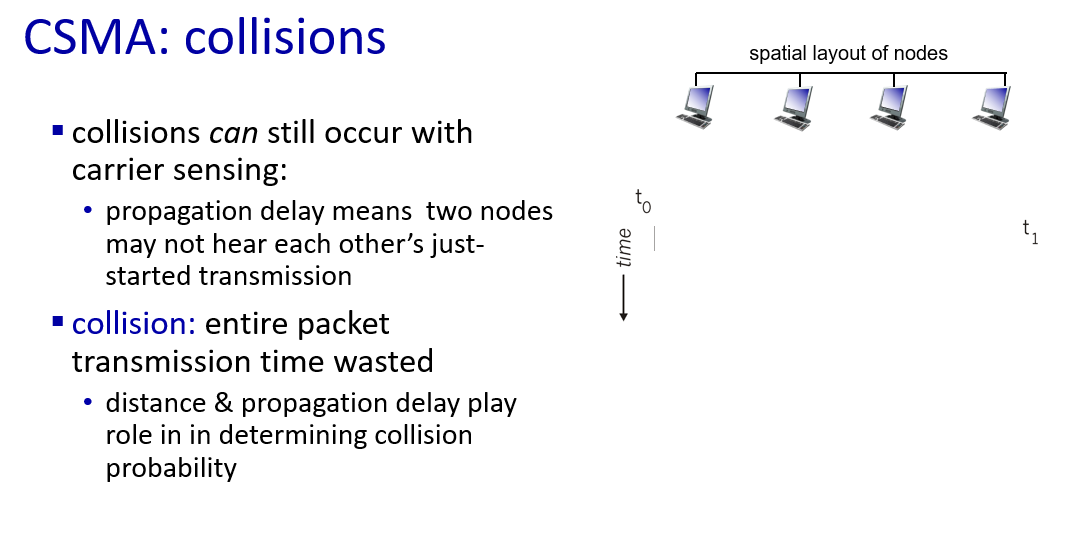 CSMA: collisions
collisions can still occur with
carrier sensing:
propagation delay means two nodes
may not hear each other’s just-
started transmission
collision: entire packet
transmission time wasted
distance & propagation delay play
role in in determining collision
probability
spatial layout of nodes
t0
t1
time